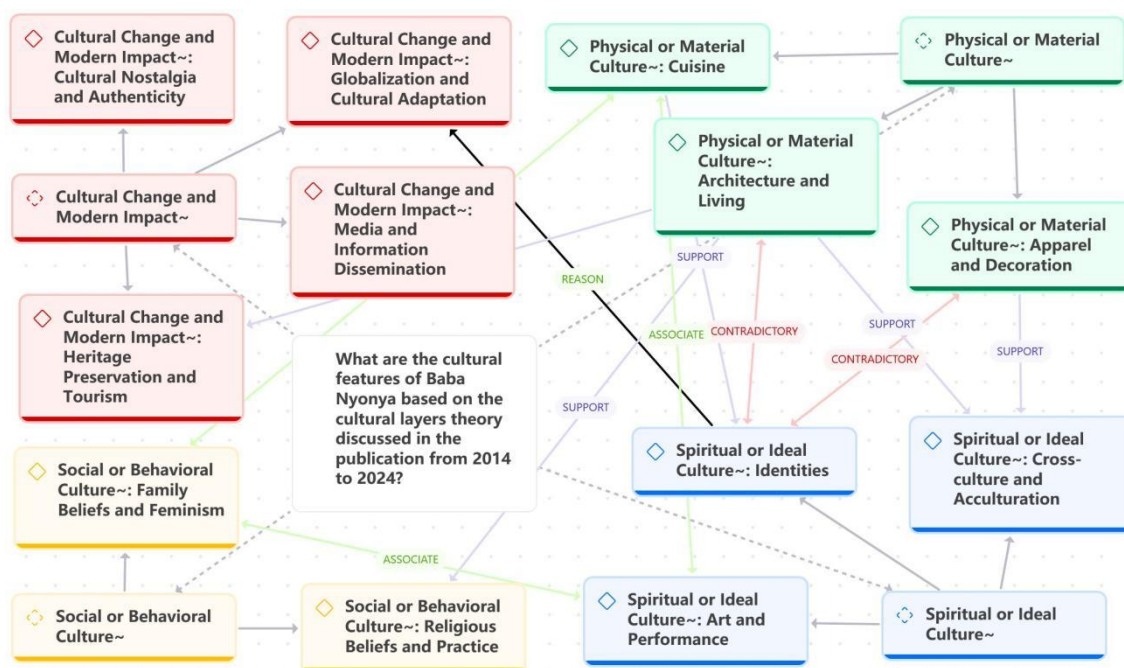 Cultural Change and
Modern Impact~:
Cultural Nostalgia
and Authenticity
Cultural Change and
Modern Impact~:
Globalization and
Cultural Adaptation
Physical or Material
Culture~: Cuisine
Physical or Material
Culture~
Physical or Material
Culture~:
Architecture and
Living
Cultural Change and
Modern Impact~
Cultural Change and
Modern Impact~:
Media and
Information
Dissemination
Physical or Material
Culture~: Apparel
and Decoration
SUPPORT
REASON
Cultural Change and
Modern Impact~:
Heritage
Preservation and
Tourism
ASSOCIATE
CONTRADICTORY
SUPPORT
SUPPORT
CONTRADICTORY
What are the cultural
features of Baba
Nyonya based on the
cultural layers theory
discussed in the
publication from 2014
to 2024?
SUPPORT
Social or Behavioral
Culture~: Family
Beliefs and Feminism
Spiritual or Ideal
Culture~: Identities
Spiritual or Ideal
Culture~: Cross-
culture and
Acculturation
ASSOCIATE
Social or Behavioral
Culture~
Social or Behavioral
Culture~: Religious
Beliefs and Practice
Spiritual or Ideal
Culture~: Art and
Performance
Spiritual or Ideal
Culture~